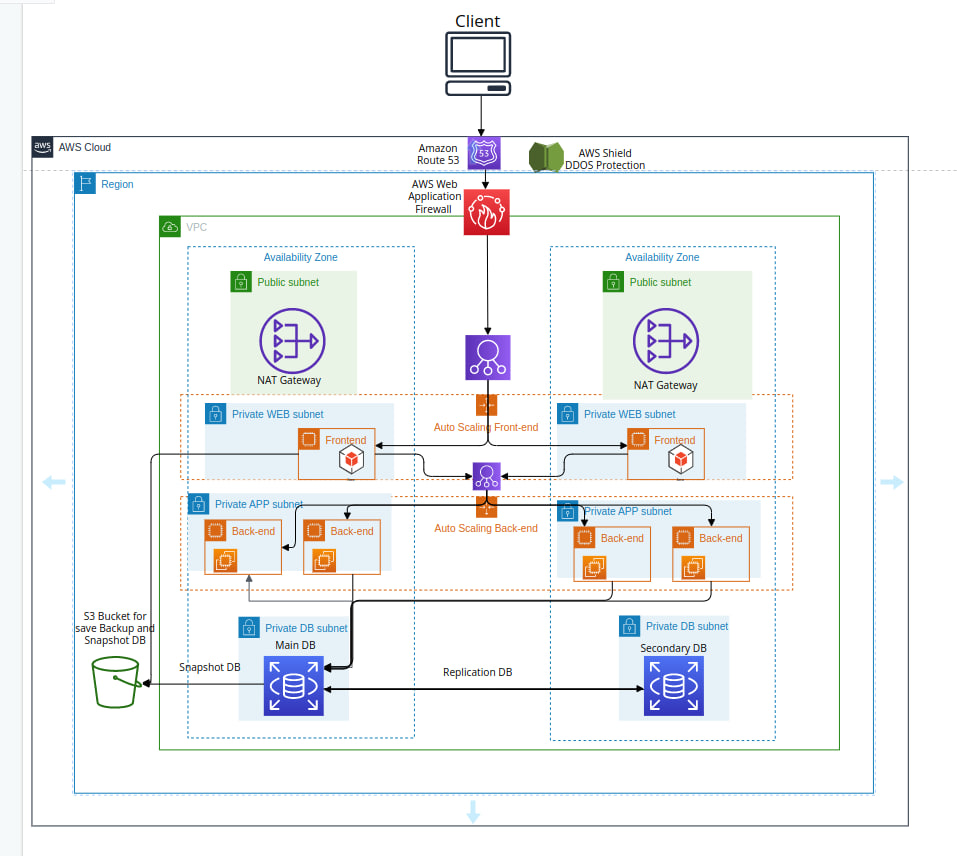 Client
aws
AWS Cloud
Amazon
Route 53
53
AWS Shield
DDOS Protection
Region
AWS Web
Application
Firewall
VPC
Availability Zone
Availability Zone
Public subnet
Public subnet
NAT Gateway
NAT Gateway
Private WEB subnet
Private WEB subnet
Auto Scaling Front-end
Frontend
Frontend
Private APP subnet
Private APP subnet
Auto Scaling Back-end
Back-end
Back-end
Back-end
Back-end
S3 Bucket for
save Backup and
Snapshot DB
Private DB subnet
Private DB subnet
Main DB
Secondary DB
Snapshot DB
Replication DB